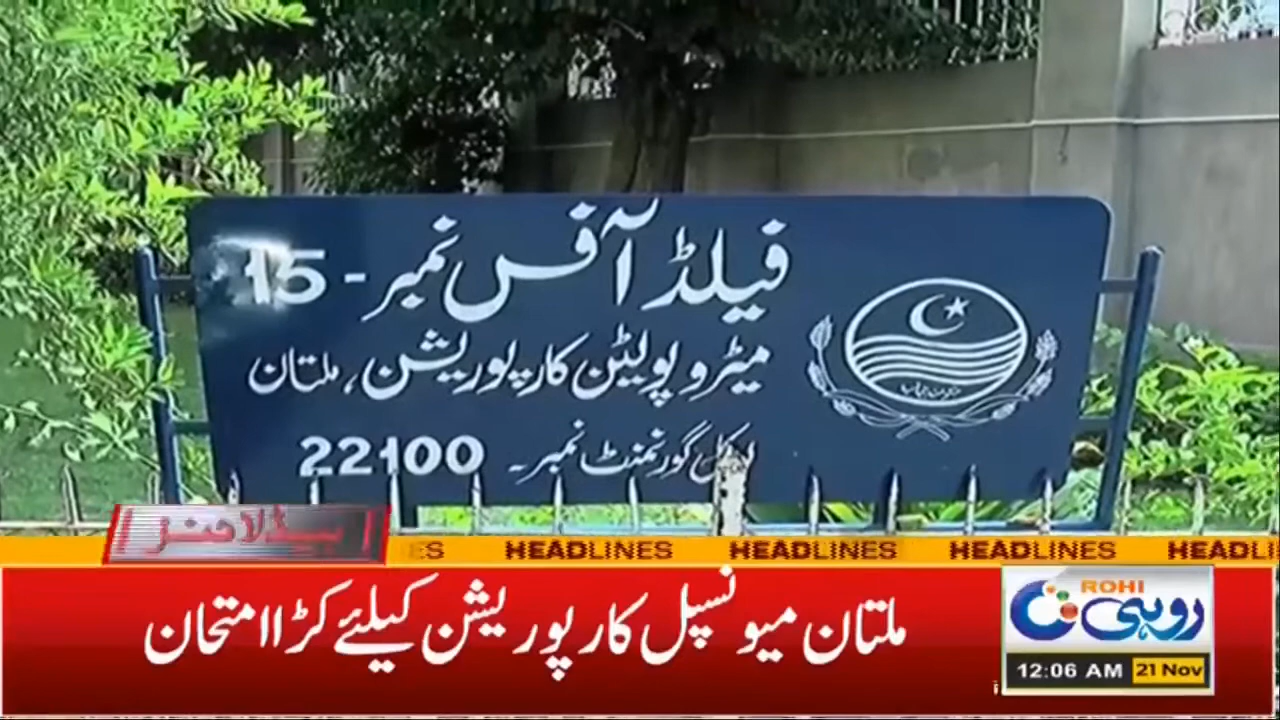 فیلڈ آفس نمبر - 15
میٹروپولیٹن کارپوریشن، ملتان
لوکل گورنمنٹ نمبر۔ 22100
ہیڈلائنز
HEADLINES HEADLINES HEADLINES
ملتان میونسپل کارپوریشن کیلئے کڑا امتحان
ROHI
روہی
12:06 AM 21 Nov